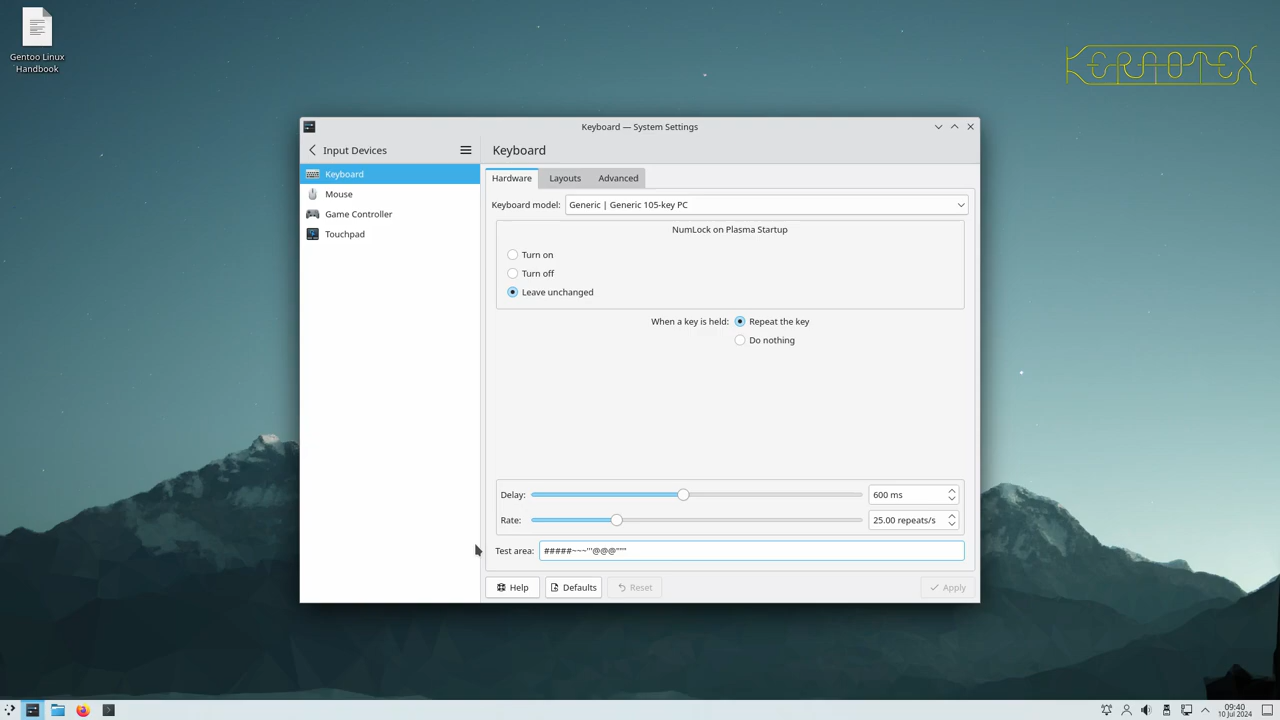 Gentoo Linux
Handbook
KERAOTEX
Keyboard — System Settings
Input Devices
Keyboard
Keyboard
Mouse
Game Controller
Touchpad
Hardware
Layouts
Advanced
Keyboard model:
Generic | Generic 105-key PC
NumLock on Plasma Startup
Turn on
Turn off
Leave unchanged
When a key is held:
Repeat the key
Do nothing
Delay:
600 ms
Rate:
25.00 repeats/s
Test area:
#####~~~'''@@@"""
Help
Defaults
Reset
Apply
09:40
10 Jul 2024